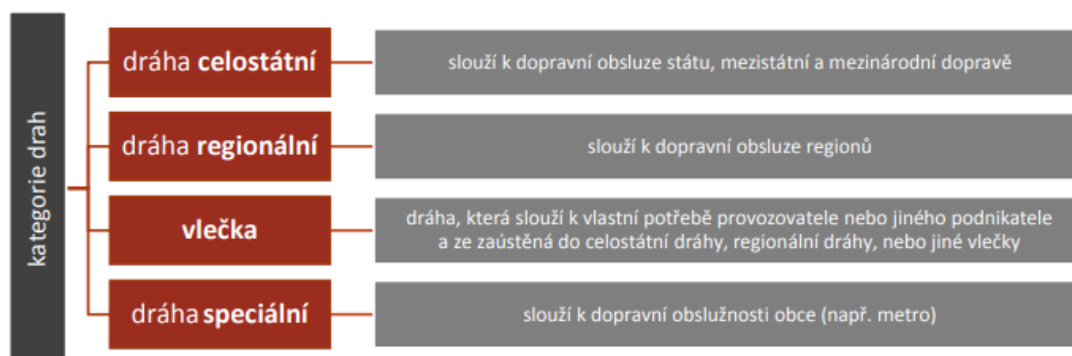 kategorie drah
dráha celostátní
slouží k dopravní obsluze státu, mezistátní a mezinárodní dopravě
dráha regionální
slouží k dopravní obsluze regionů
vlečka
dráha, která slouží k vlastní potřebě provozovatele nebo jiného podnikatele
a ze zaústěná do celostátní dráhy, regionální dráhy, nebo jiné vlečky
dráha speciální
slouží k dopravní obslužnosti obce (např. metro)